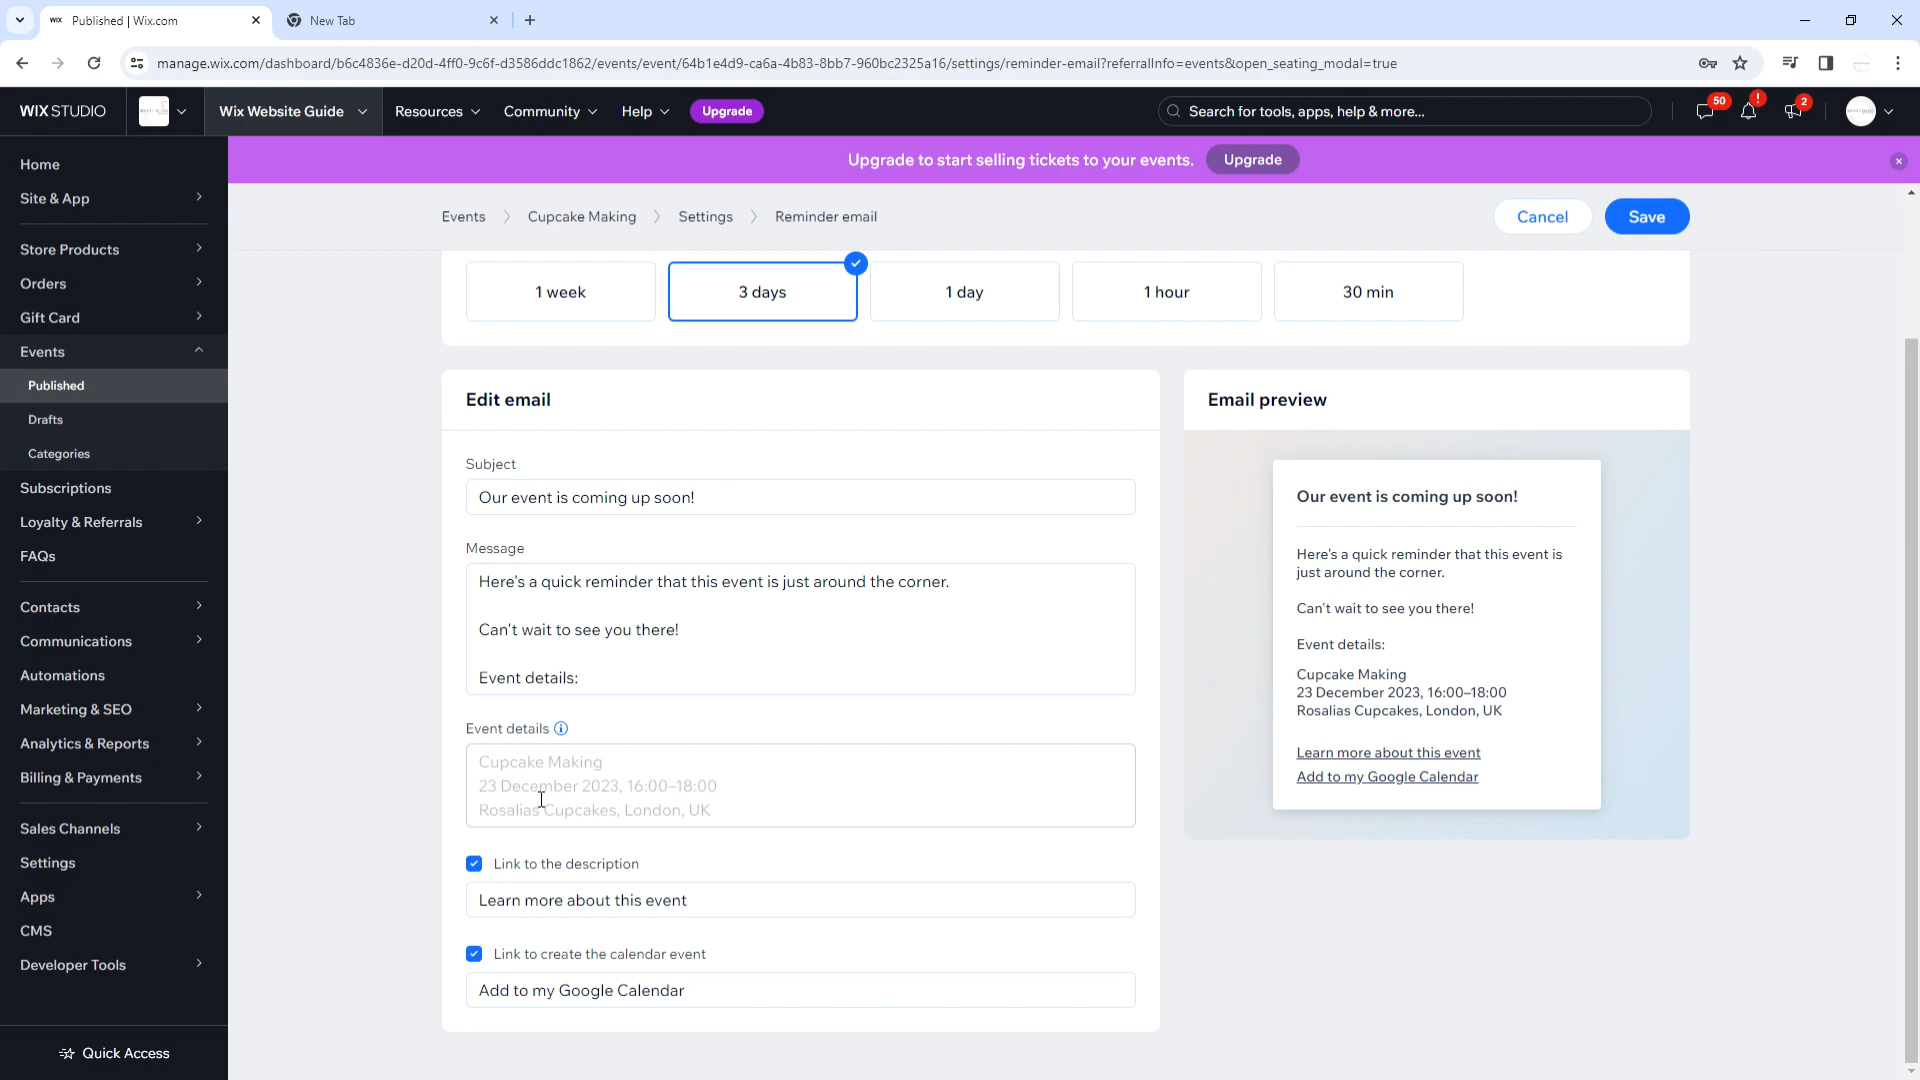 Published | Wix.com
New Tab
manage.wix.com/dashboard/b6c4836e-d20d-4ff0-9c6f-d3586ddc1862/events/event/64b1e4d9-ca6a-4b83-8bb7-960bc2325a16/settings/reminder-email?referralInfo=events&open_seating_modal=true
WIX STUDIO
Wix Website Guide
Resources
Community
Help
Upgrade
Search for tools, apps, help & more...
50
!
2
Upgrade to start selling tickets to your events.
Upgrade
Home
Site & App
Store Products
Orders
Gift Card
Events
Published
Drafts
Categories
Subscriptions
Loyalty & Referrals
FAQs
Contacts
Communications
Automations
Marketing & SEO
Analytics & Reports
Billing & Payments
Sales Channels
Settings
Apps
CMS
Developer Tools
Quick Access
Events > Cupcake Making > Settings > Reminder email
Cancel
Save
1 week
3 days
1 day
1 hour
30 min
Edit email
Subject
Our event is coming up soon!
Message
Here's a quick reminder that this event is just around the corner.
Can't wait to see you there!
Event details:
Event details
Cupcake Making
23 December 2023, 16:00–18:00
Rosalias Cupcakes, London, UK
Link to the description
Learn more about this event
Link to create the calendar event
Add to my Google Calendar
Email preview
Our event is coming up soon!
Here's a quick reminder that this event is
just around the corner.
Can't wait to see you there!
Event details:
Cupcake Making
23 December 2023, 16:00–18:00
Rosalias Cupcakes, London, UK
Learn more about this event
Add to my Google Calendar